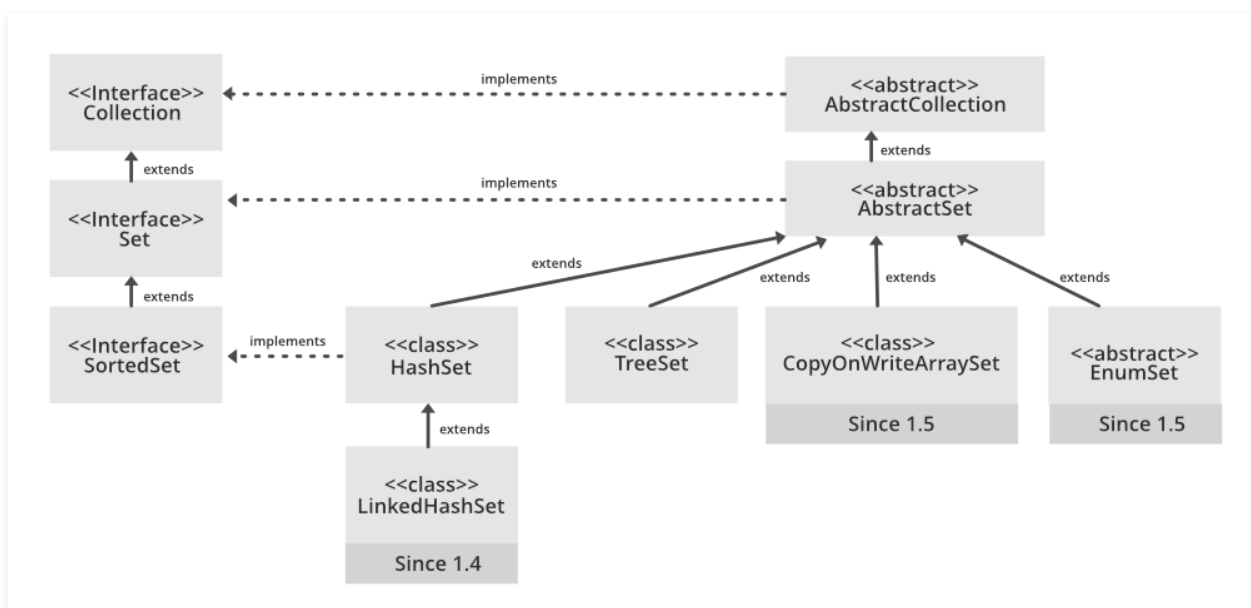 <<Interface>>
Collection
implements
<<abstract>>
AbstractCollection
extends
extends
<<Interface>>
Set
implements
<<abstract>>
AbstractSet
extends
extends
extends
extends
extends
<<Interface>>
SortedSet
implements
<<class>>
HashSet
<<class>>
TreeSet
<<class>>
CopyOnWriteArraySet
Since 1.5
<<abstract>>
EnumSet
Since 1.5
extends
<<class>>
LinkedHashSet
Since 1.4